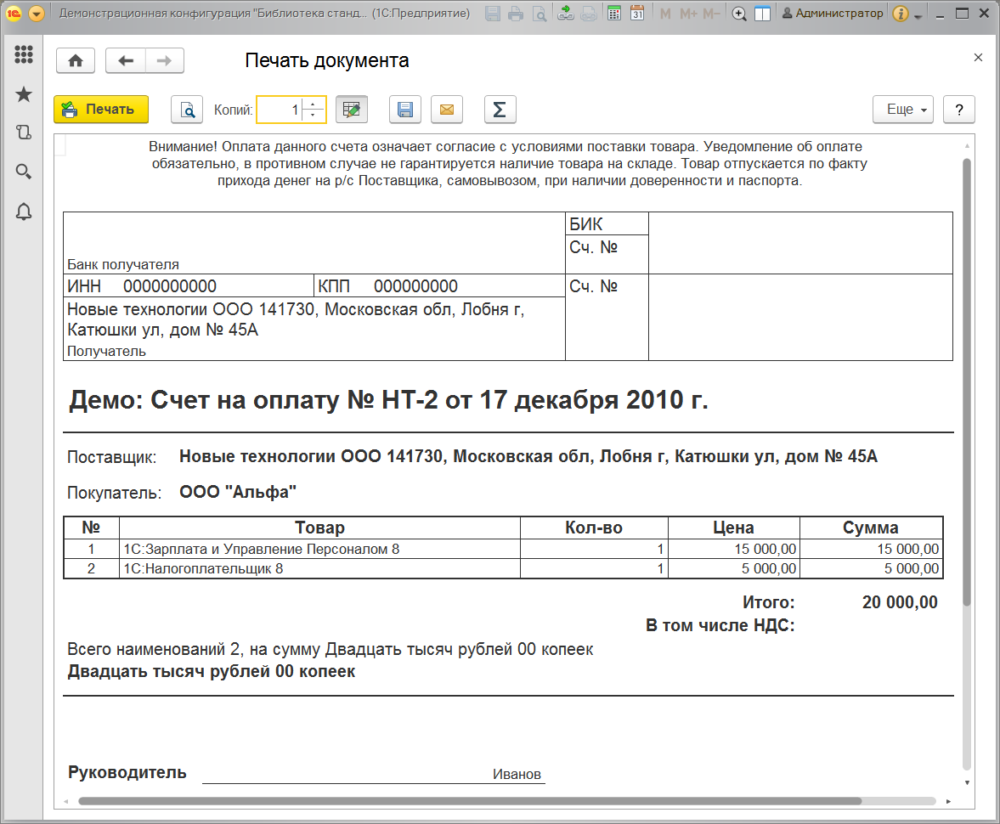 Демонстрационная конфигурация "Библиотека станд... (1С:Предприятие)
M M+ M-
31
Администратор
Печать документа
Печать
Копий: 1
Σ
Еще
?
Внимание! Оплата данного счета означает согласие с условиями поставки товара. Уведомление об оплате
обязательно, в противном случае не гарантируется наличие товара на складе. Товар отпускается по факту
прихода денег на р/с Поставщика, самовывозом, при наличии доверенности и паспорта.
БИК
Сч. №
Банк получателя
ИНН 0000000000 КПП 000000000 Сч. №
Новые технологии ООО 141730, Московская обл, Лобня г,
Катюшки ул, дом № 45А
Получатель
Демо: Счет на оплату № НТ-2 от 17 декабря 2010 г.
Поставщик: Новые технологии ООО 141730, Московская обл, Лобня г, Катюшки ул, дом № 45А
Покупатель: ООО "Альфа"
№ Товар Кол-во Цена Сумма
1 1С:Зарплата и Управление Персоналом 8 1 15 000,00 15 000,00
2 1С:Налогоплательщик 8 1 5 000,00 5 000,00
Итого: 20 000,00
В том числе НДС:
Всего наименований 2, на сумму Двадцать тысяч рублей 00 копеек
Двадцать тысяч рублей 00 копеек
Руководитель Иванов